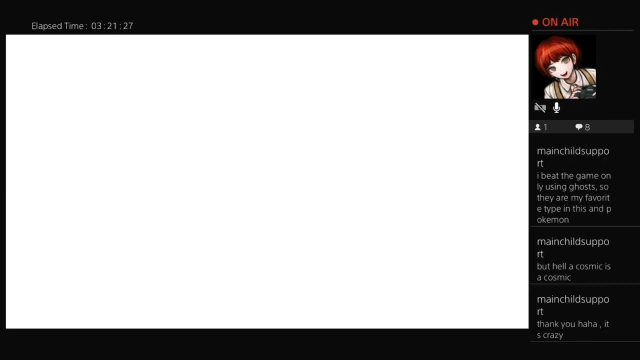 Elapsed Time : 03 : 21 : 27
ON AIR
1
8
mainchildsuppo
rt
i beat the game on
ly using ghosts, so
they are my favorit
e type in this and p
okemon
mainchildsuppo
rt
but hell a cosmic is
a cosmic
mainchildsuppo
rt
thank you haha , it
s crazy